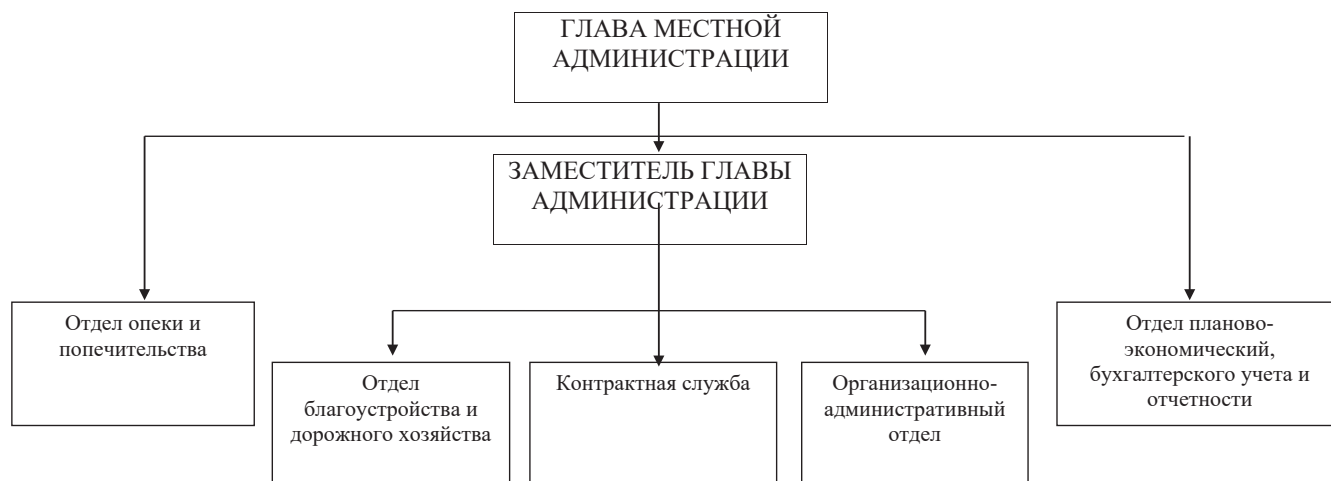 ГЛАВА МЕСТНОЙ
АДМИНИСТРАЦИИ
ЗАМЕСТИТЕЛЬ ГЛАВЫ
АДМИНИСТРАЦИИ
Отдел опеки и
попечительства
Отдел
благоустройства и
дорожного хозяйства
Контрактная служба
Организационно-
административный
отдел
Отдел планово-
экономический,
бухгалтерского учета и
отчетности